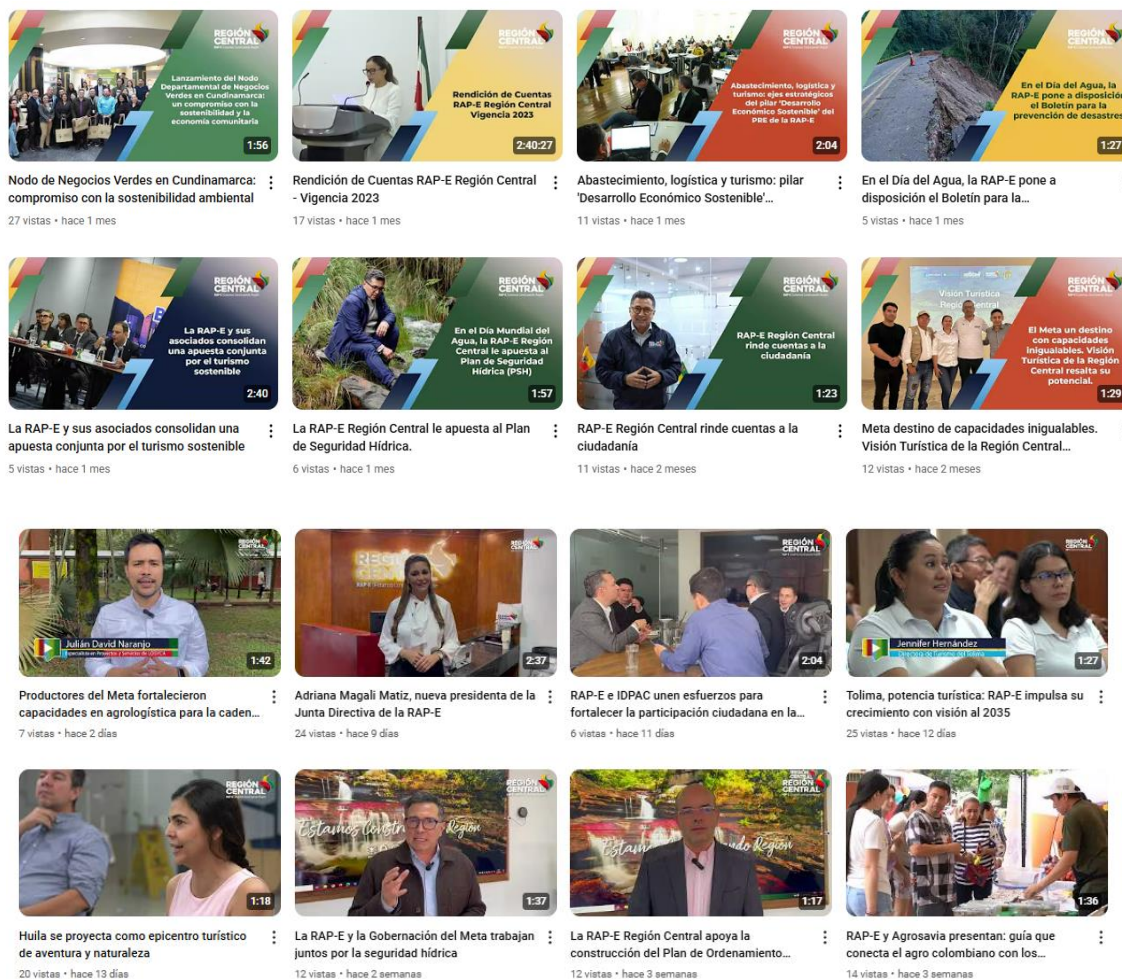 REGIÓN
CENTRAL
Lanzamiento del Nodo
Departamental de Negocios
Verdes en Cundinamarca:
un compromiso con la
sostenibilidad y la
economía comunitaria
1:56
Nodo de Negocios Verdes en Cundinamarca:
compromiso con la sostenibilidad ambiental
27 vistas • hace 1 mes
REGIÓN
CENTRAL
Rendición de Cuentas
RAP-E Región Central
Vigencia 2023
2:40:27
Rendición de Cuentas RAP-E Región Central
- Vigencia 2023
17 vistas • hace 1 mes
REGIÓN
CENTRAL
Abastecimiento, logística y
turismo: ejes estratégicos
del pilar 'Desarrollo
Económico Sostenible' del
PRE de la RAP-E
2:04
Abastecimiento, logística y turismo: pilar
'Desarrollo Económico Sostenible'...
11 vistas • hace 1 mes
REGIÓN
CENTRAL
En el Día del Agua, la
RAP-E pone a disposición
el Boletín para la
prevención de desastres
1:27
En el Día del Agua, la RAP-E pone a
disposición el Boletín para la...
5 vistas • hace 1 mes
REGIÓN
CENTRAL
La RAP-E y sus
asociados consolidan
una apuesta conjunta
por el turismo
sostenible
2:40
La RAP-E y sus asociados consolidan una
apuesta conjunta por el turismo sostenible
5 vistas • hace 1 mes
REGIÓN
CENTRAL
En el Día Mundial del
Agua, la RAP-E Región
Central le apuesta al
Plan de Seguridad
Hídrica (PSH)
1:57
La RAP-E Región Central le apuesta al Plan
de Seguridad Hídrica.
6 vistas • hace 1 mes
REGIÓN
CENTRAL
RAP-E Región Central
rinde cuentas a la
ciudadanía
1:23
RAP-E Región Central rinde cuentas a la
ciudadanía
11 vistas • hace 2 meses
REGIÓN
CENTRAL
Visión Turística
Región Central
El Meta un destino
con capacidades
inigualables. Visión
Turística de la Región
Central resalta su
potencial.
1:29
Meta destino de capacidades inigualables.
Visión Turística de la Región Central...
12 vistas • hace 2 meses
REGIÓN
CENTRAL
Julián David Naranjo
1:42
Productores del Meta fortalecieron
capacidades en agrologística para la caden...
7 vistas • hace 2 días
REGIÓN
CENTRAL
REGIÓN
CENTRAL
2:37
Adriana Magali Matiz, nueva presidenta de la
Junta Directiva de la RAP-E
24 vistas • hace 9 días
REGIÓN
CENTRAL
2:04
RAP-E e IDPAC unen esfuerzos para
fortalecer la participación ciudadana en la...
6 vistas • hace 11 días
REGIÓN
CENTRAL
Jennifer Hernández
Directora de Turismo del Tolima
1:27
Tolima, potencia turística: RAP-E impulsa su
crecimiento con visión al 2035
25 vistas • hace 12 días
REGIÓN
CENTRAL
1:18
Huila se proyecta como epicentro turístico
de aventura y naturaleza
20 vistas • hace 13 días
REGIÓN
CENTRAL
Estamos Región
1:37
La RAP-E y la Gobernación del Meta trabajan
juntos por la seguridad hídrica
12 vistas • hace 2 semanas
REGIÓN
CENTRAL
Región
1:17
La RAP-E Región Central apoya la
construcción del Plan de Ordenamiento...
12 vistas • hace 3 semanas
REGIÓN
CENTRAL
1:36
RAP-E y Agrosavia presentan: guía que
conecta el agro colombiano con los...
14 vistas • hace 3 semanas